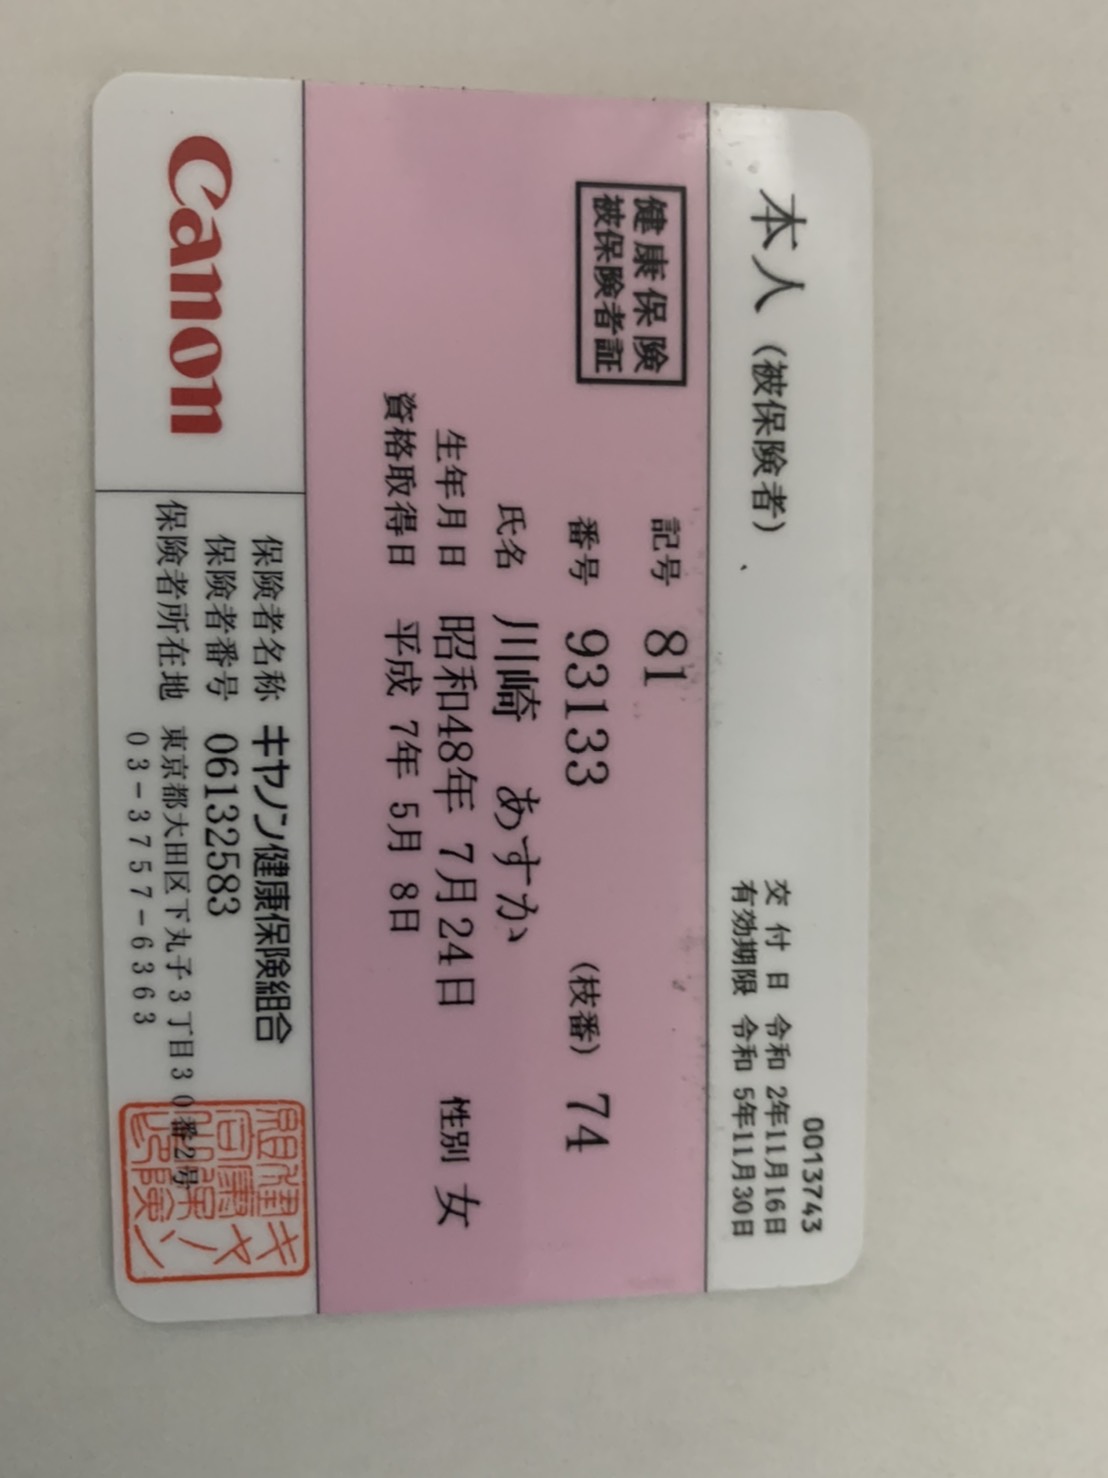 本人（被保険者）
0013743
交付日 令和 2年11月16日
有効期限 令和 5年11月30日
健康保険
被保険者証
記号 81
番号 93133 （枝番） 74
氏名 川崎 あすか
生年月日 昭和48年 7月24日 性別 女
資格取得日 平成 7年 5月 8日
Canon
保険者名称 キヤノン健康保険組合
保険者番号 06132583
保険者所在地 東京都大田区下丸子3丁目30番2号
03-3757-6363